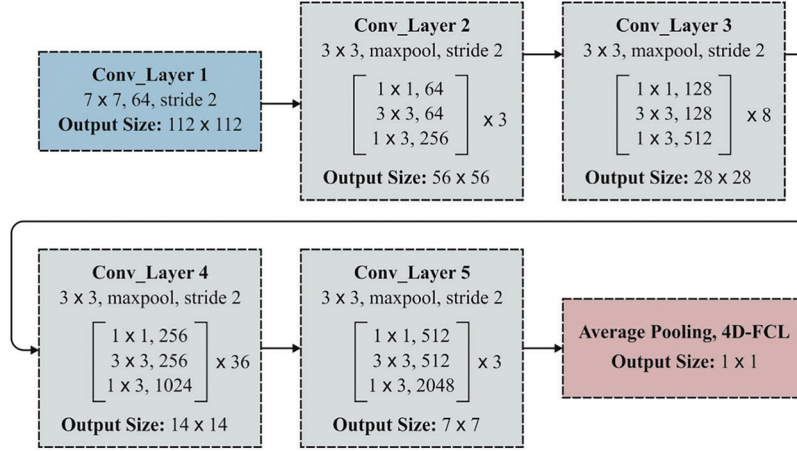 Conv_Layer 1
7 x 7, 64, stride 2
Output Size: 112 x 112
Conv_Layer 2
3 x 3, maxpool, stride 2
1 x 1, 64
3 x 3, 64
1 x 3, 256
x 3
Output Size: 56 x 56
Conv_Layer 3
3 x 3, maxpool, stride 2
1 x 1, 128
3 x 3, 128
1 x 3, 512
x 8
Output Size: 28 x 28
Conv_Layer 4
3 x 3, maxpool, stride 2
1 x 1, 256
3 x 3, 256
1 x 3, 1024
x 36
Output Size: 14 x 14
Conv_Layer 5
3 x 3, maxpool, stride 2
1 x 1, 512
3 x 3, 512
1 x 3, 2048
x 3
Output Size: 7 x 7
Average Pooling, 4D-FCL
Output Size: 1 x 1